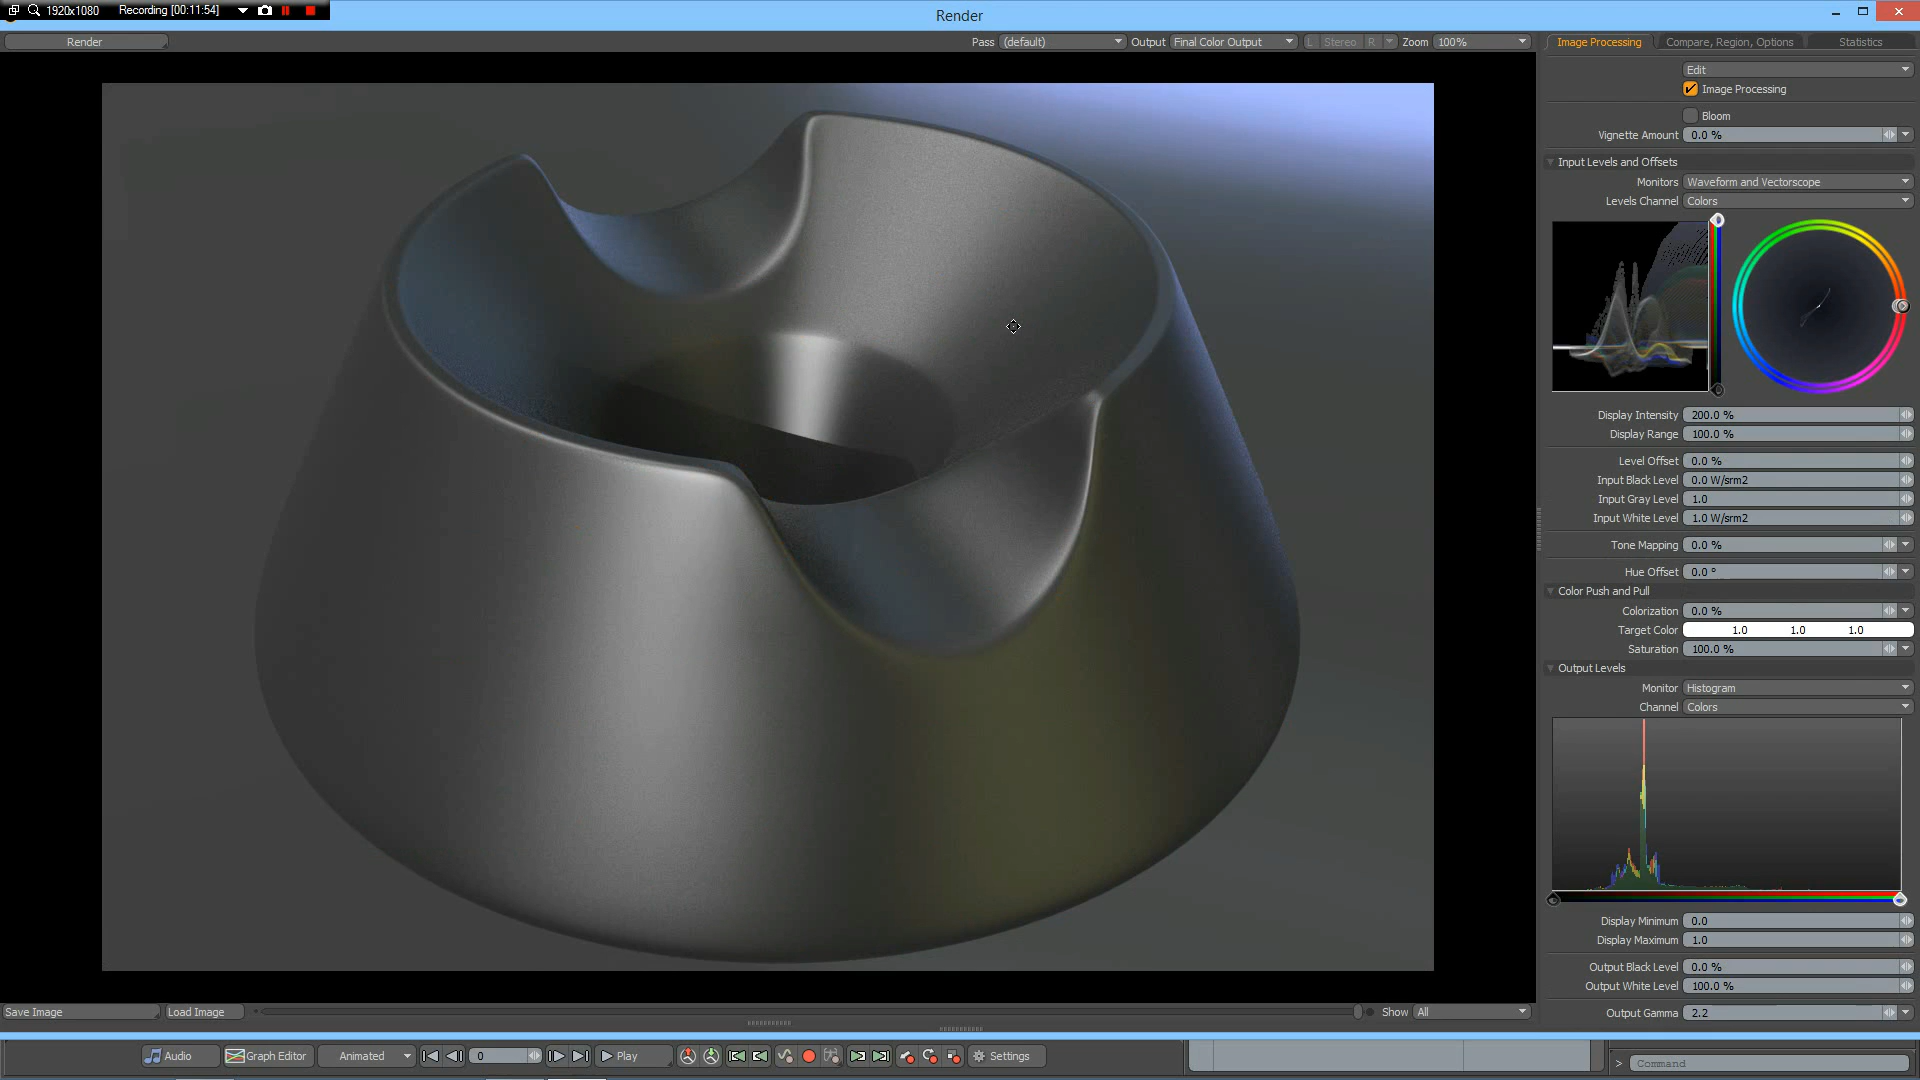 1920x1080 Recording [00:11:54]
Render
Render
Pass (default) Output Final Color Output L Stereo R Zoom 100%
Image Processing Compare, Region, Options Statistics
Edit
Image Processing
Bloom
Vignette Amount 0.0 %
Input Levels and Offsets
Monitors Waveform and Vectorscope
Levels Channel Colors
Display Intensity 200.0 %
Display Range 100.0 %
Level Offset 0.0 %
Input Black Level 0.0 W/srm2
Input Gray Level 1.0
Input White Level 1.0 W/srm2
Tone Mapping 0.0 %
Hue Offset 0.0 °
Color Push and Pull
Colorization 0.0 %
Target Color 1.0 1.0 1.0
Saturation 100.0 %
Output Levels
Monitor Histogram
Channel Colors
Display Minimum 0.0
Display Maximum 1.0
Output Black Level 0.0 %
Output White Level 100.0 %
Output Gamma 2.2
Save Image Load Image Show All
Audio Graph Editor Animated 0 Play Settings
> Command